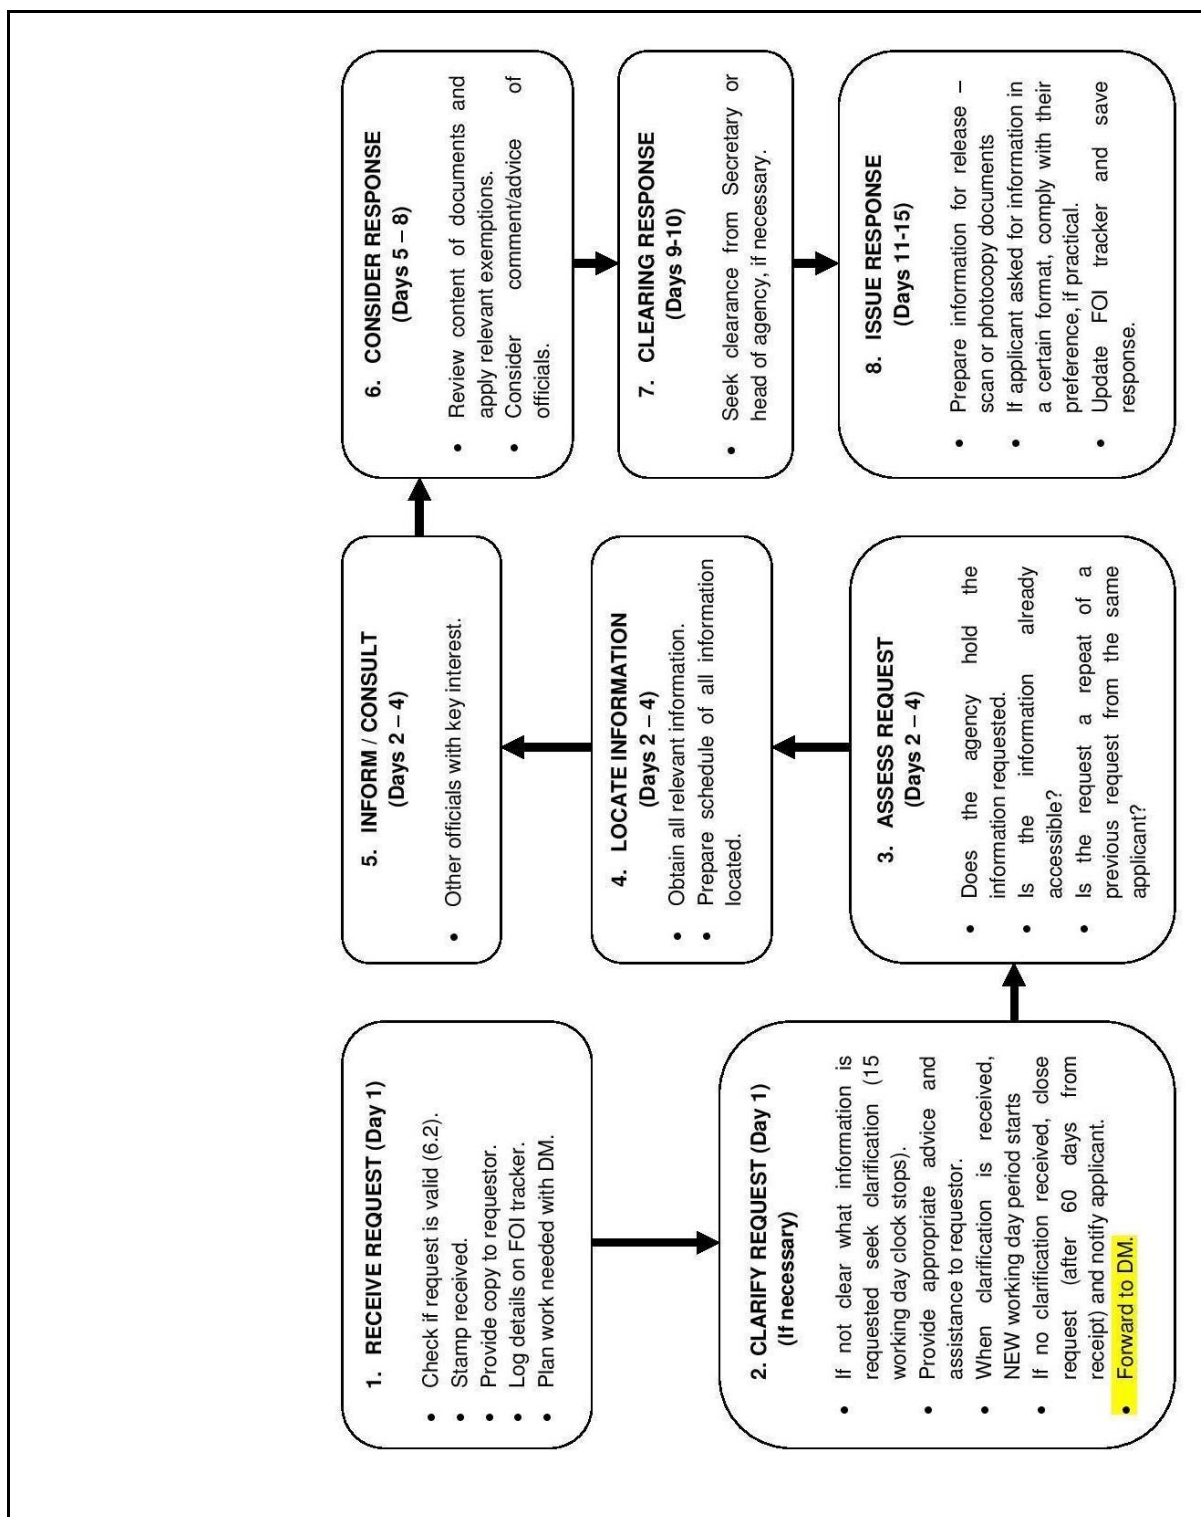 1. RECEIVE REQUEST (Day 1)
• Check if request is valid (6.2).
• Stamp received.
• Provide copy to requestor.
• Log details on FOI tracker.
• Plan work needed with DM.
2. CLARIFY REQUEST (Day 1)
(If necessary)
• If not clear what information is
requested seek clarification (15
working day clock stops).
• Provide appropriate advice and
assistance to requestor.
• When clarification is received,
NEW working day period starts
• If no clarification received, close
request (after 60 days from
receipt) and notify applicant.
• Forward to DM.
3. ASSESS REQUEST
(Days 2 – 4)
• Does the agency hold the
information requested.
• Is the information already
accessible?
• Is the request a repeat of a
previous request from the same
applicant?
4. LOCATE INFORMATION
(Days 2 – 4)
• Obtain all relevant information.
• Prepare schedule of all information
located.
5. INFORM / CONSULT
(Days 2 – 4)
• Other officials with key interest.
6. CONSIDER RESPONSE
(Days 5 – 8)
• Review content of documents and
apply relevant exemptions.
• Consider comment/advice of
officials.
7. CLEARING RESPONSE
(Days 9-10)
• Seek clearance from Secretary or
head of agency, if necessary.
8. ISSUE RESPONSE
(Days 11-15)
• Prepare information for release –
scan or photocopy documents
• If applicant asked for information in
a certain format, comply with their
preference, if practical.
• Update FOI tracker and save
response.